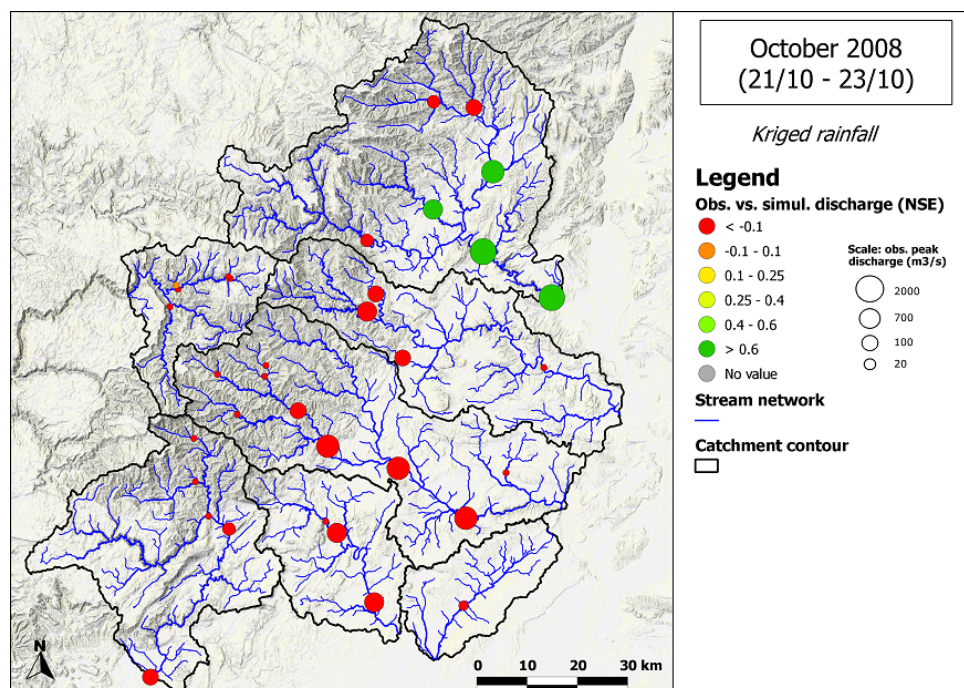 October 2008
(21/10 - 23/10)
Kriged rainfall
Legend
Obs. vs. simul. discharge (NSE)
< -0.1
-0.1 - 0.1
0.1 - 0.25
0.25 - 0.4
0.4 - 0.6
> 0.6
No value
Scale: obs. peak
discharge (m3/s)
2000
700
100
20
Stream network
Catchment contour
N
0 10 20 30 km